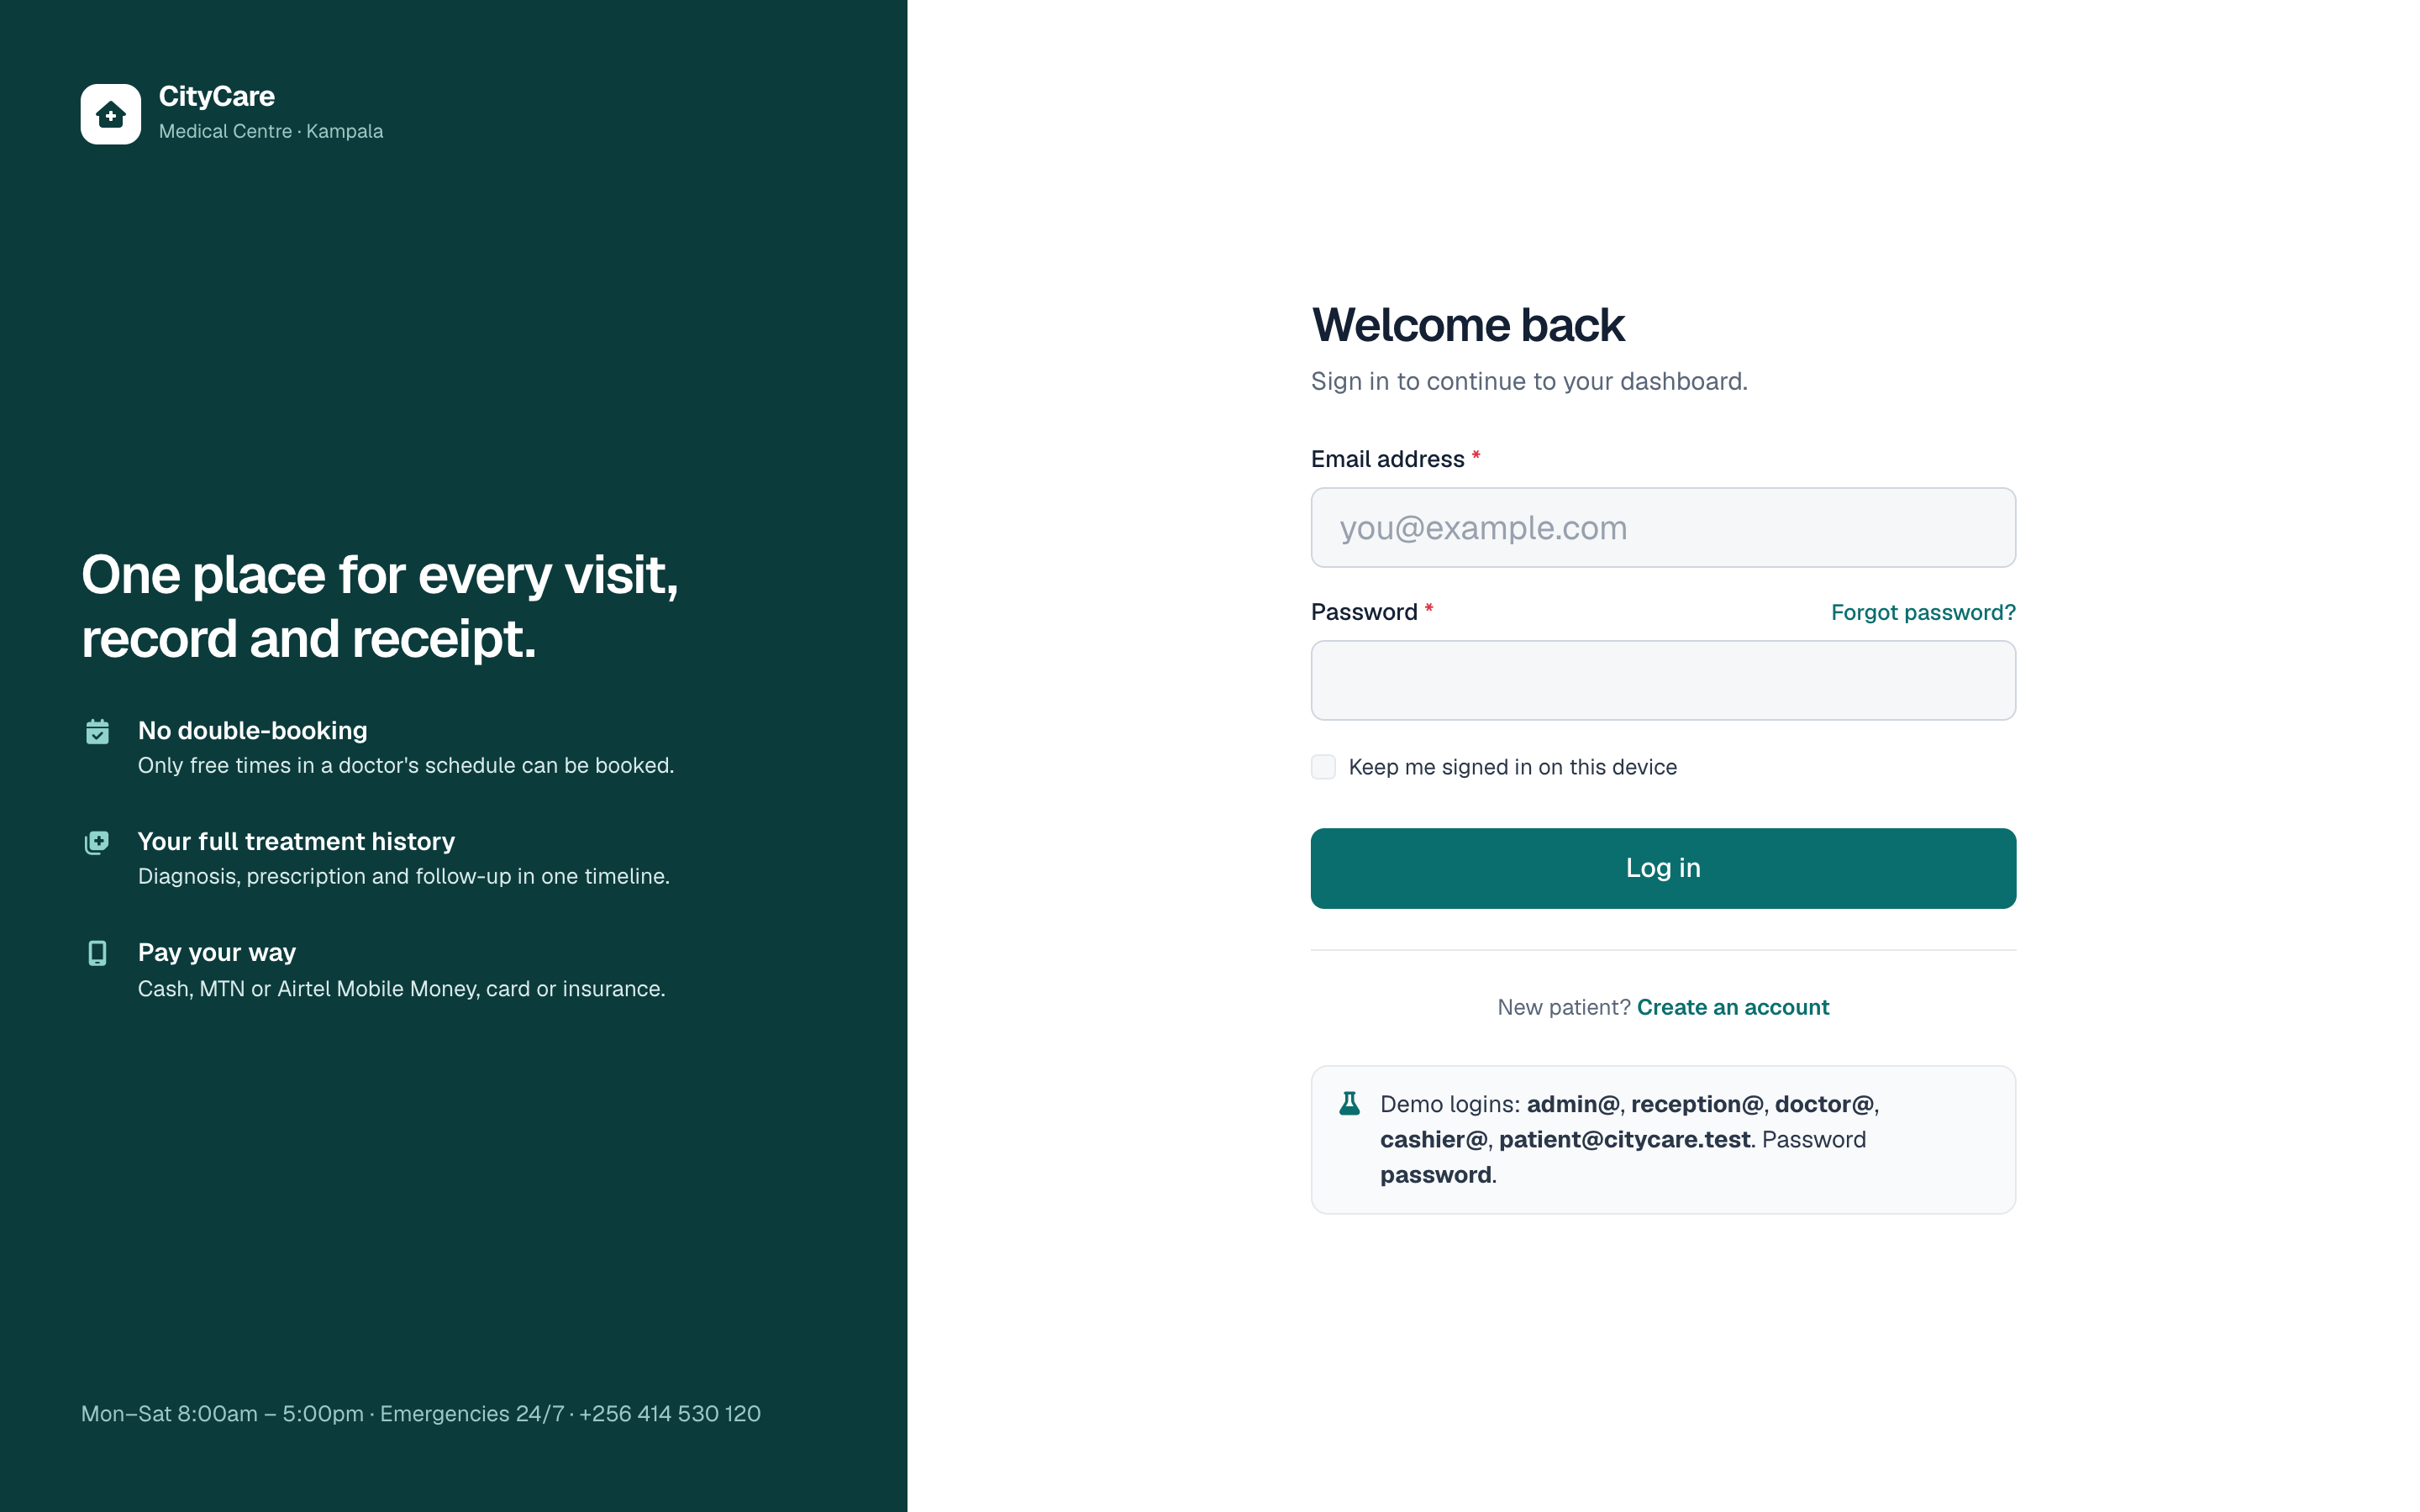 CityCare
Medical Centre · Kampala
One place for every visit,
record and receipt.
No double-booking
Only free times in a doctor's schedule can be booked.
Your full treatment history
Diagnosis, prescription and follow-up in one timeline.
Pay your way
Cash, MTN or Airtel Mobile Money, card or insurance.
Mon–Sat 8:00am – 5:00pm · Emergencies 24/7 · +256 414 530 120
Welcome back
Sign in to continue to your dashboard.
Email address *
you@example.com
Password *
Forgot password?
Keep me signed in on this device
Log in
New patient? Create an account
Demo logins: admin@, reception@, doctor@,
cashier@, patient@citycare.test. Password
password.